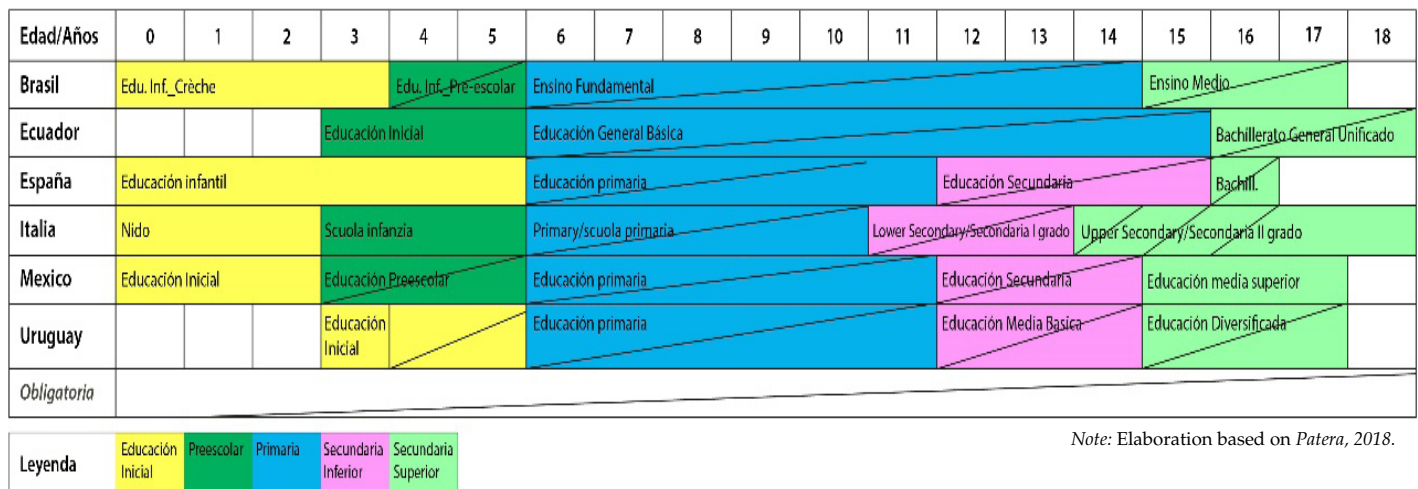 Edad/Años 0 1 2 3 4 5 6 7 8 9 10 11 12 13 14 15 16 17 18
Brasil Edu. Inf._Crèche Edu. Inf._Pre-escolar Ensino Fundamental Ensino Medio
Ecuador Educación Inicial Educación General Básica Bachillerato General Unificado
España Educación infantil Educación primaria Educación Secundaria Bachill.
Italia Nido Scuola infanzia Primary/scuola primaria Lower Secondary/Secondaria I grado Upper Secondary/Secondaria II grado
Mexico Educación Inicial Educación Preescolar Educación primaria Educación Secundaria Educación media superior
Uruguay Educación Inicial Educación primaria Educación Media Basica Educación Diversificada
Obligatoria
Note: Elaboration based on Patera, 2018.
Leyenda Educación Inicial Preescolar Primaria Secundaria Inferior Secundaria Superior